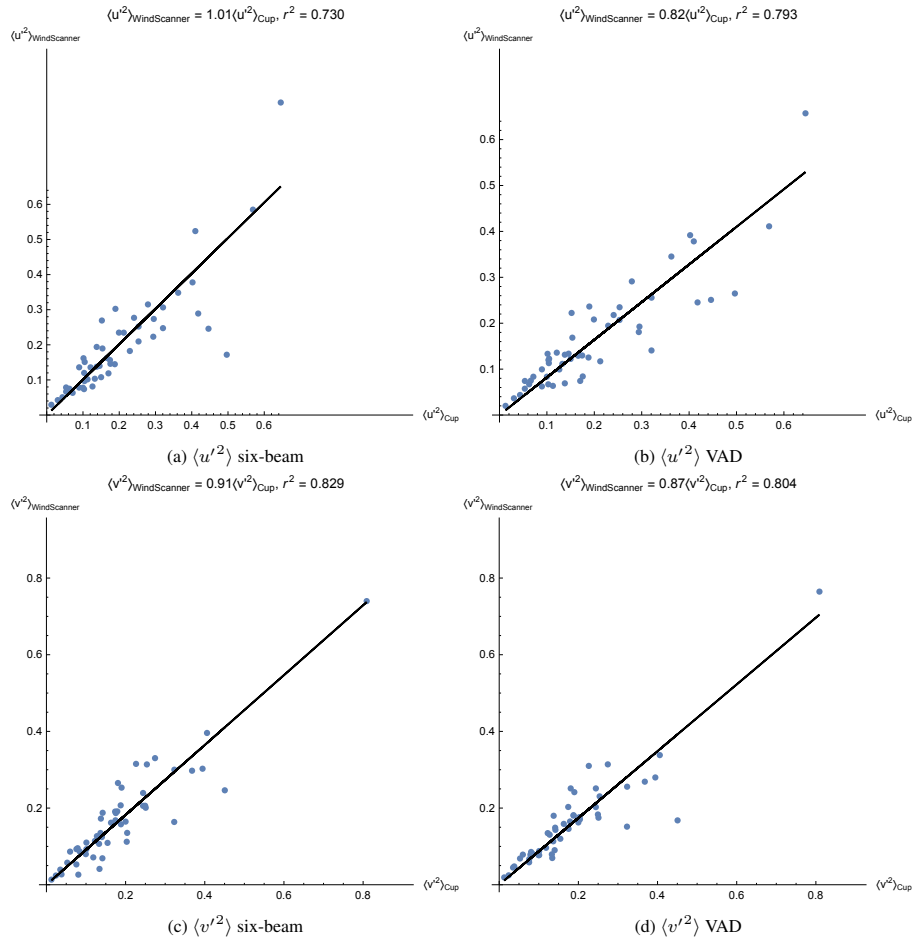 ⟨u′²⟩WindScanner = 1.01⟨u′²⟩Cup, r² = 0.730
⟨u′²⟩WindScanner
0.6
0.5
0.4
0.3
0.2
0.1
0.1 0.2 0.3 0.4 0.5 0.6
⟨u′²⟩Cup
(a) ⟨u′²⟩ six-beam
⟨u′²⟩WindScanner = 0.82⟨u′²⟩Cup, r² = 0.793
⟨u′²⟩WindScanner
0.6
0.5
0.4
0.3
0.2
0.1
0.1 0.2 0.3 0.4 0.5 0.6
⟨u′²⟩Cup
(b) ⟨u′²⟩ VAD
⟨v′²⟩WindScanner = 0.91⟨v′²⟩Cup, r² = 0.829
⟨v′²⟩WindScanner
0.8
0.6
0.4
0.2
0.2 0.4 0.6 0.8
⟨v′²⟩Cup
(c) ⟨v′²⟩ six-beam
⟨v′²⟩WindScanner = 0.87⟨v′²⟩Cup, r² = 0.804
⟨v′²⟩WindScanner
0.8
0.6
0.4
0.2
0.2 0.4 0.6 0.8
⟨v′²⟩Cup
(d) ⟨v′²⟩ VAD